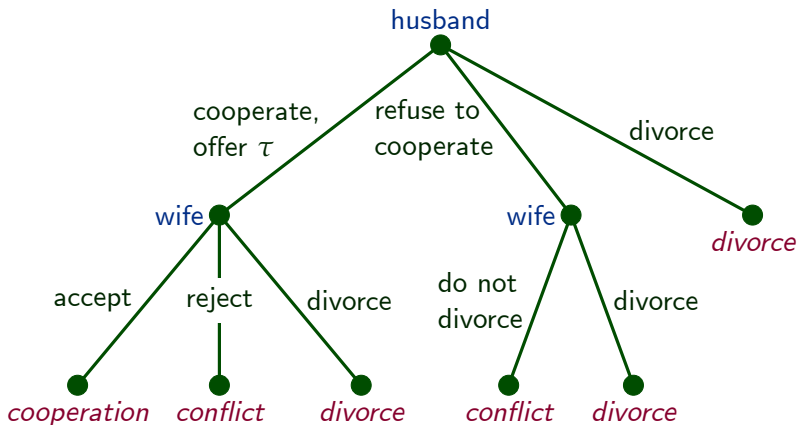 husband
cooperate,
offer τ
refuse to
cooperate
divorce
wife
wife
divorce
accept
reject
divorce
do not
divorce
divorce
cooperation
conflict
divorce
conflict
divorce